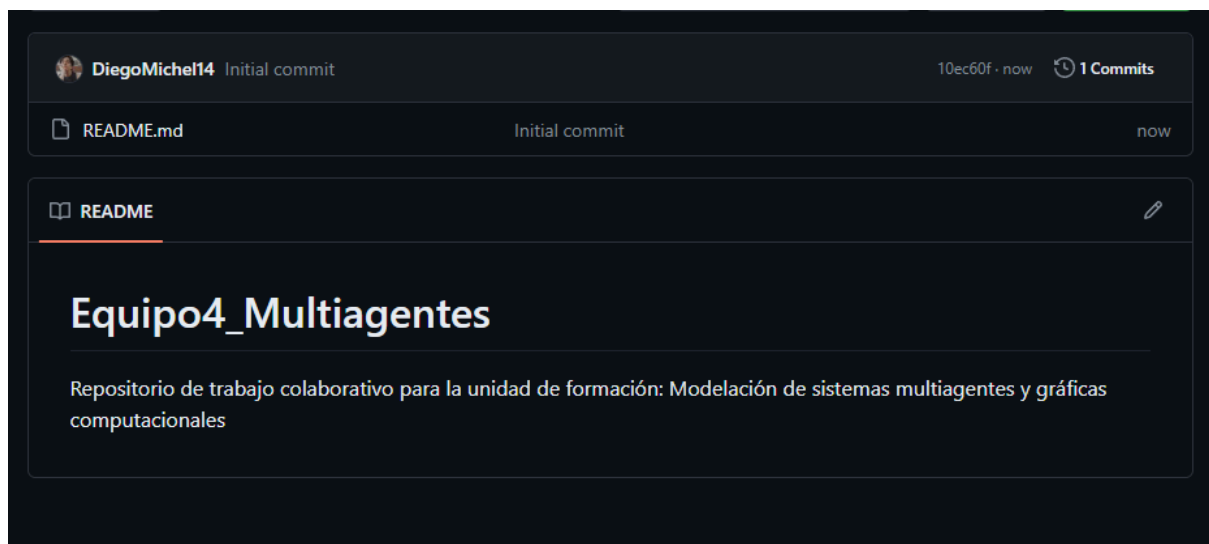 DiegoMichel14 Initial commit 10ec60f · now 1 Commits
README.md Initial commit now
README
Equipo4_Multiagentes
Repositorio de trabajo colaborativo para la unidad de formación: Modelación de sistemas multiagentes y gráficas
computacionales